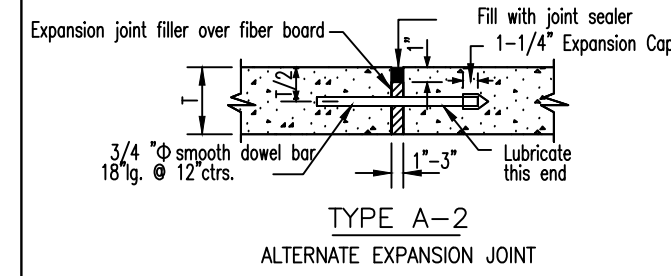 Fill with joint sealer
Expansion joint filler over fiber board
1"
1-1/4" Expansion Cap
T
T/2
3/4 "Φ smooth dowel bar
18"lg. @ 12"ctrs.
1"-3"
Lubricate
this end
TYPE A-2
ALTERNATE EXPANSION JOINT